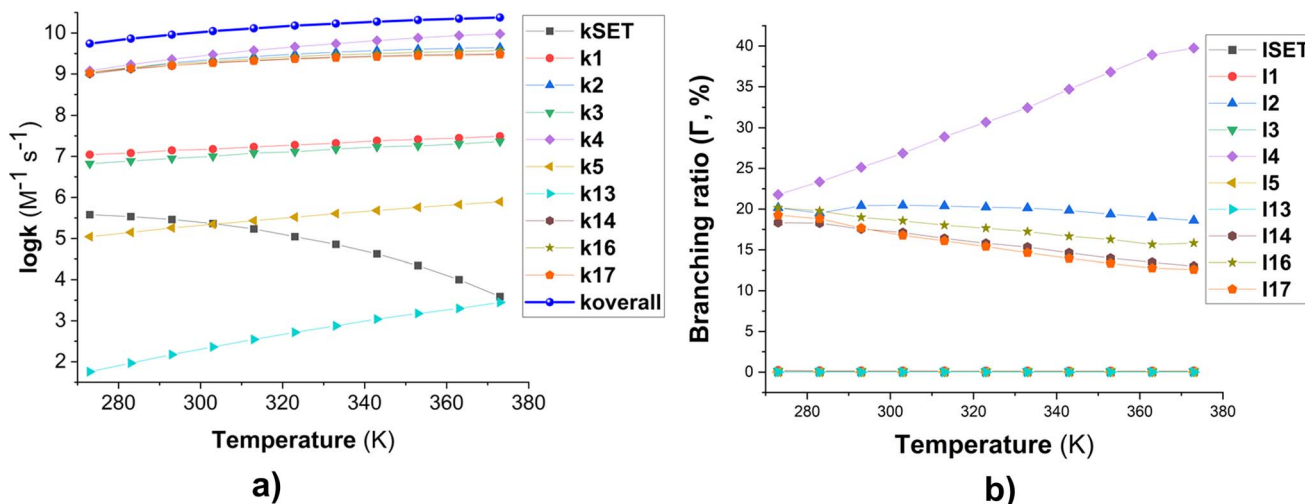 logk (M⁻¹ s⁻¹)
10
9
8
7
6
5
4
3
2
280
300
320
340
360
380
Temperature (K)
kSET
k1
k2
k3
k4
k5
k13
k14
k16
k17
koverall
a)
Branching ratio (Γ, %)
40
35
30
25
20
15
10
5
0
280
300
320
340
360
380
Temperature (K)
ISET
I1
I2
I3
I4
I5
I13
I14
I16
I17
b)